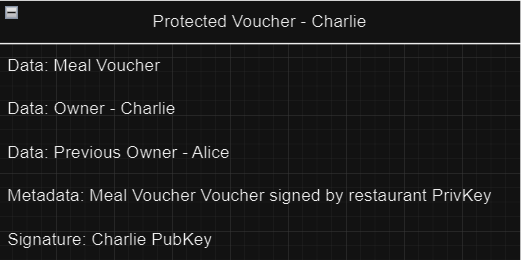 Protected Voucher - Charlie
Data: Meal Voucher
Data: Owner - Charlie
Data: Previous Owner - Alice
Metadata: Meal Voucher Voucher signed by restaurant PrivKey
Signature: Charlie PubKey